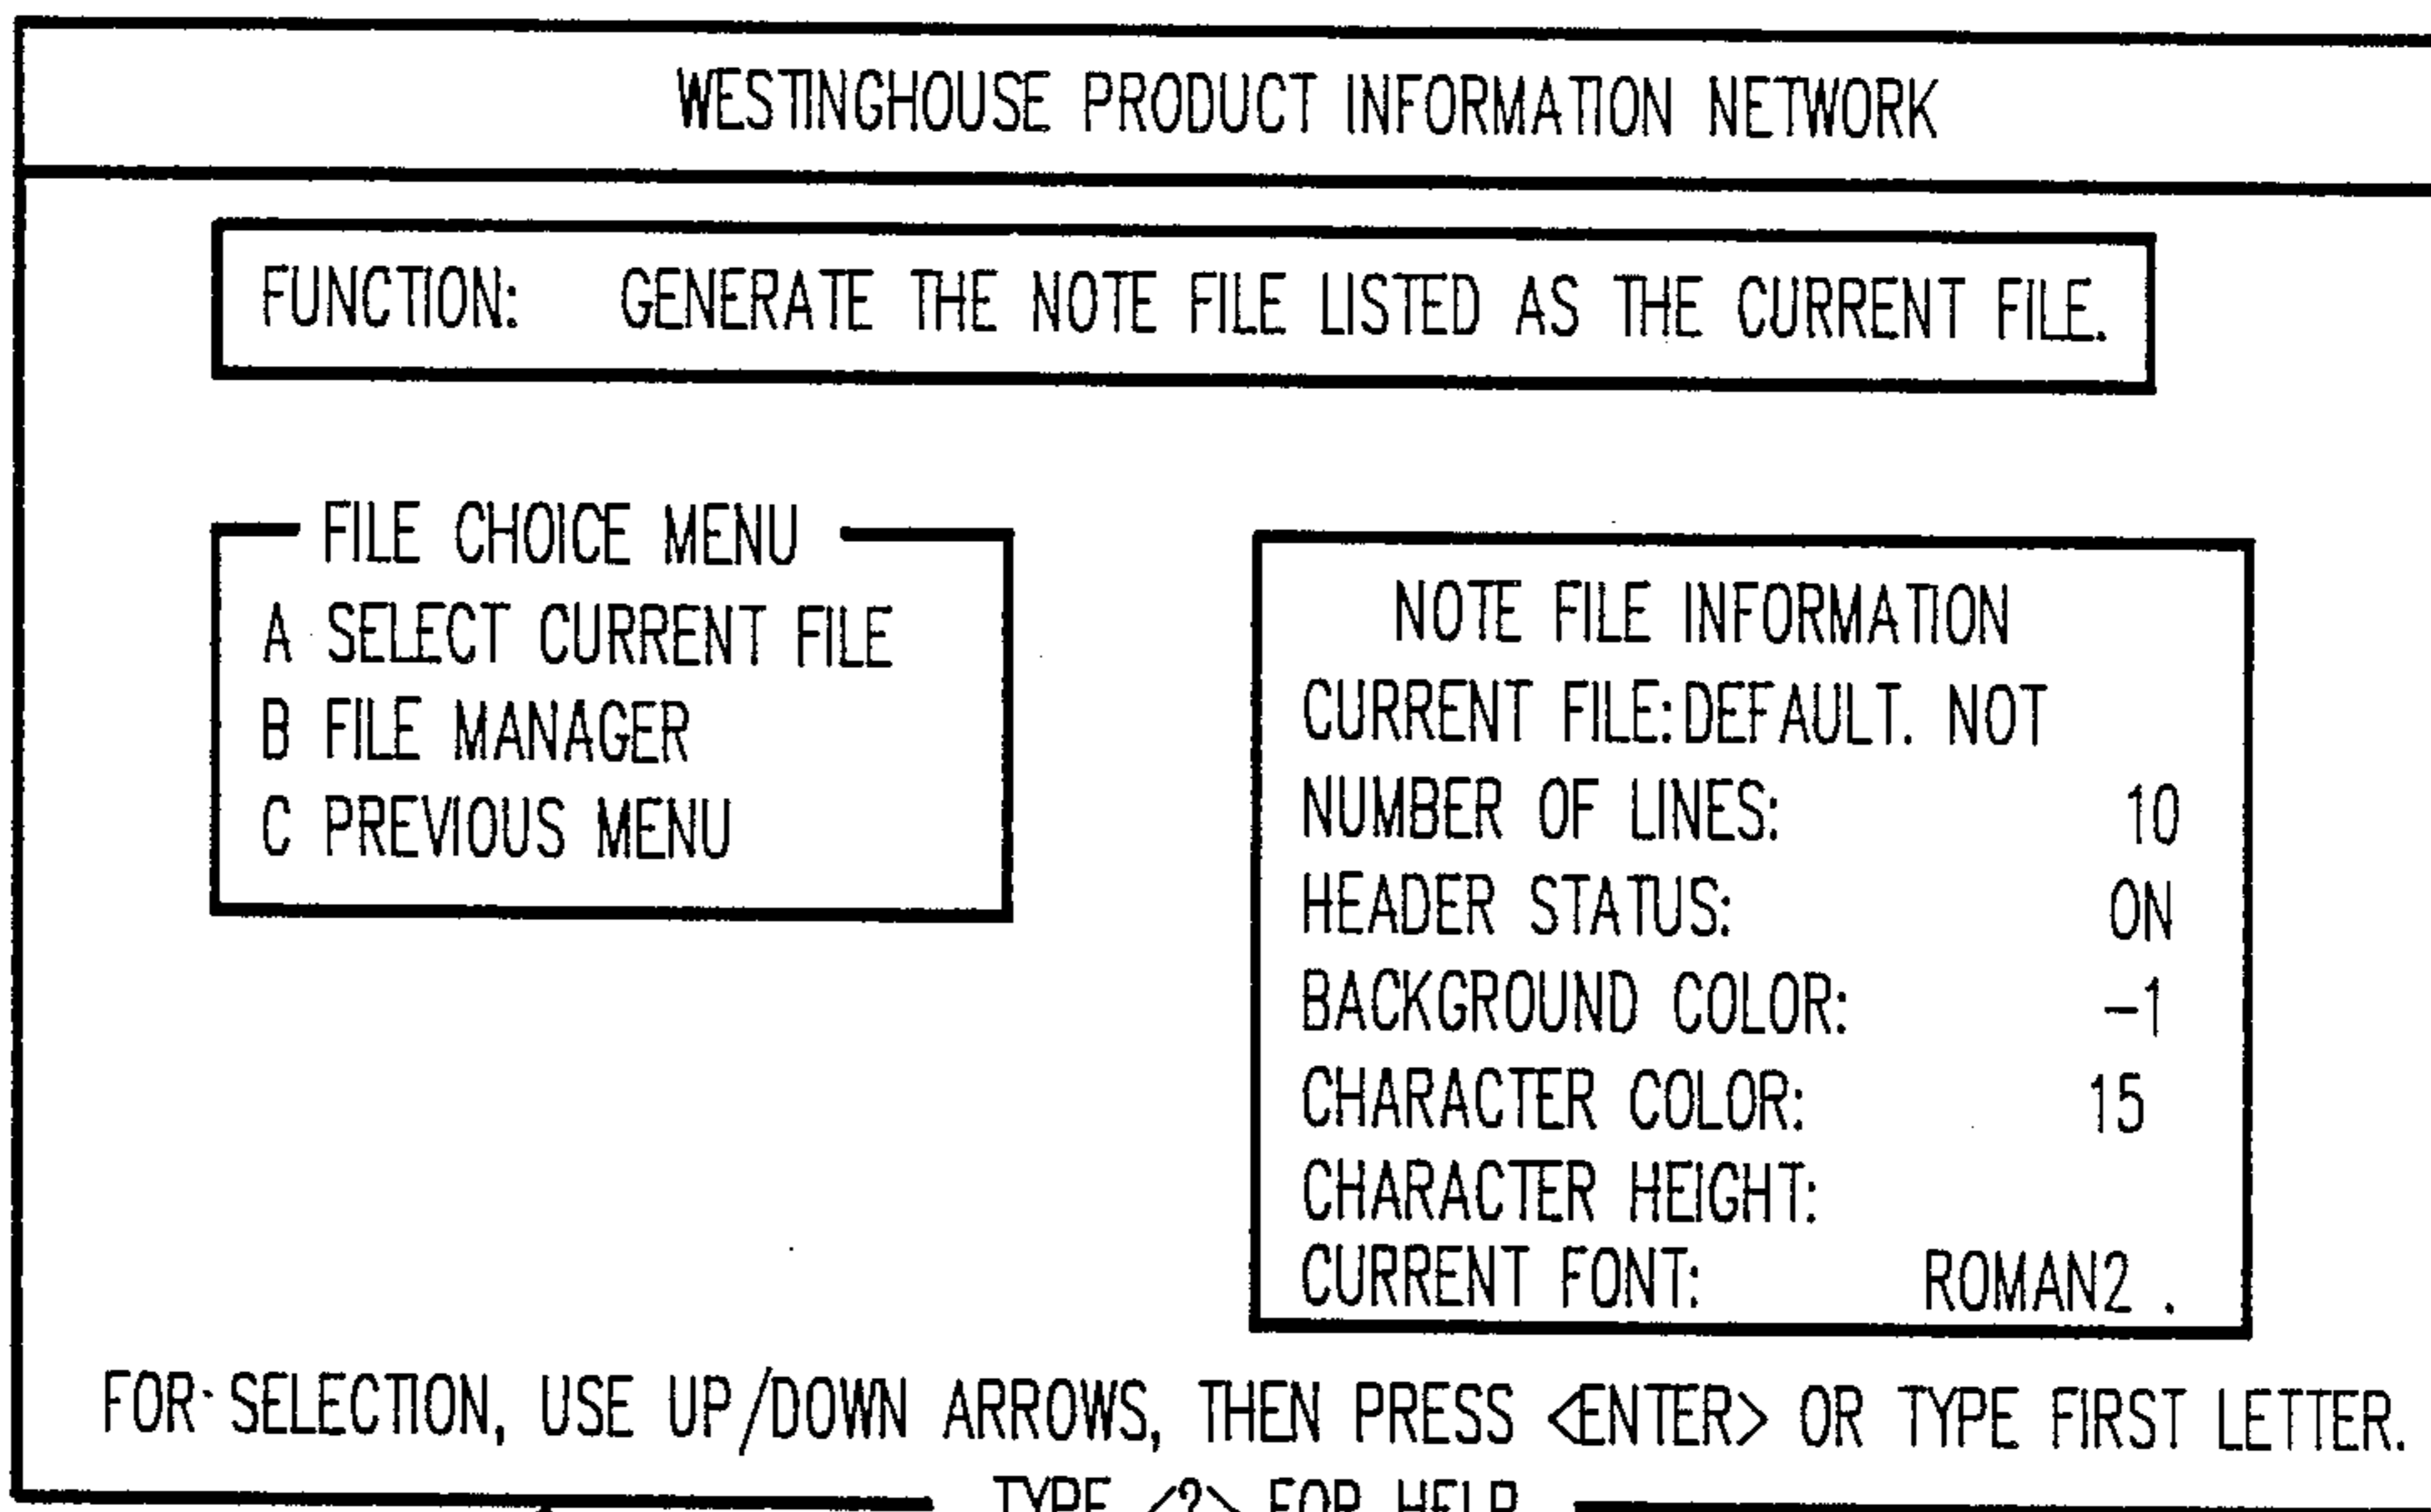 WESTINGHOUSE PRODUCT INFORMATION NETWORK
FUNCTION: GENERATE THE NOTE FILE LISTED AS THE CURRENT FILE.
FILE CHOICE MENU
A SELECT CURRENT FILE
B FILE MANAGER
C PREVIOUS MENU
NOTE FILE INFORMATION
CURRENT FILE: DEFAULT. NOT
NUMBER OF LINES: 10
HEADER STATUS: ON
BACKGROUND COLOR: -1
CHARACTER COLOR: 15
CHARACTER HEIGHT:
CURRENT FONT: ROMAN2 .
FOR SELECTION, USE UP/DOWN ARROWS, THEN PRESS <ENTER> OR TYPE FIRST LETTER.
TYPE <?> FOR HELP